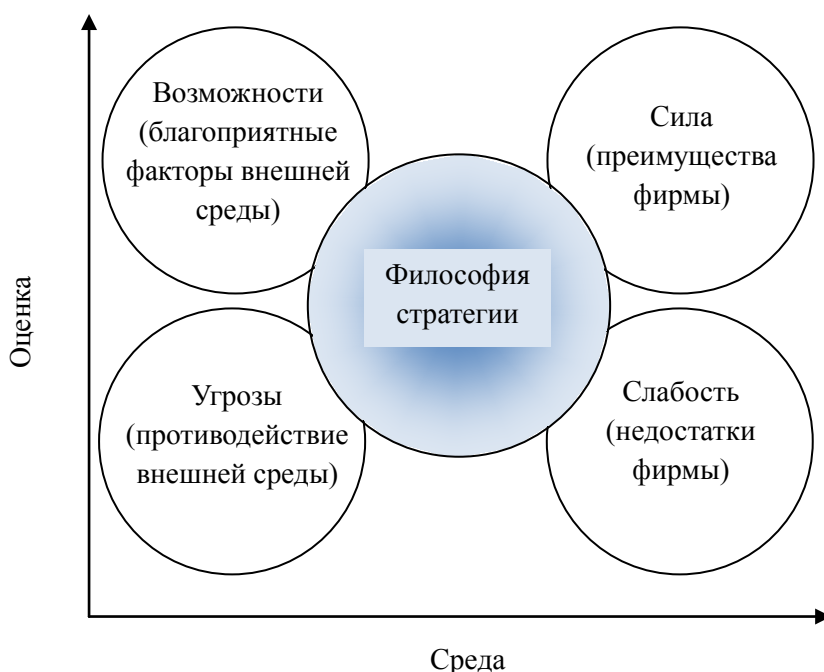 Возможности
(благоприятные
факторы внешней
среды)
Сила
(преимущества
фирмы)
Философия
стратегии
Оценка
Угрозы
(противодействие
внешней среды)
Слабость
(недостатки
фирмы)
Среда